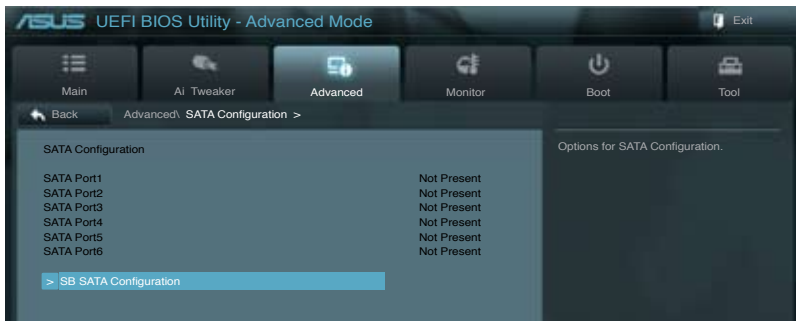 ASUS UEFI BIOS Utility - Advanced Mode
Exit
Main
Ai Tweaker
Advanced
Monitor
Boot
Tool
Back
Advanced\ SATA Configuration >
SATA Configuration
SATA Port1 Not Present
SATA Port2 Not Present
SATA Port3 Not Present
SATA Port4 Not Present
SATA Port5 Not Present
SATA Port6 Not Present
> SB SATA Configuration
Options for SATA Configuration.